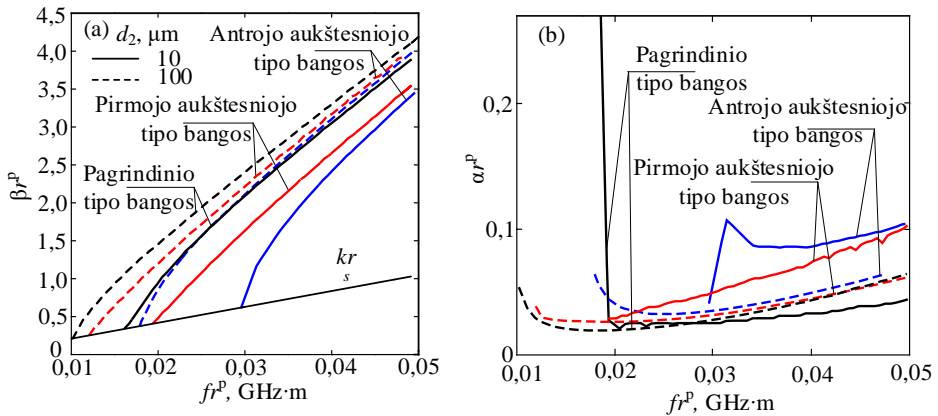 (a)
d₂, µm
10
100
Antrojo aukštesniojo
tipo bangos
Pirmojo aukštesniojo
tipo bangos
Pagrindinio
tipo bangos
kr
s
βrᵖ
4,5
4,0
3,5
3,0
2,5
2,0
1,5
1,0
0,5
0
0,01
0,02
0,03
0,04
0,05
frᵖ, GHz·m
(b)
Pagrindinio
tipo bangos
Antrojo aukštesniojo
tipo bangos
Pirmojo aukštesniojo
tipo bangos
αrᵖ
0,2
0,1
0
0,01
0,02
0,03
0,04
0,05
frᵖ, GHz·m